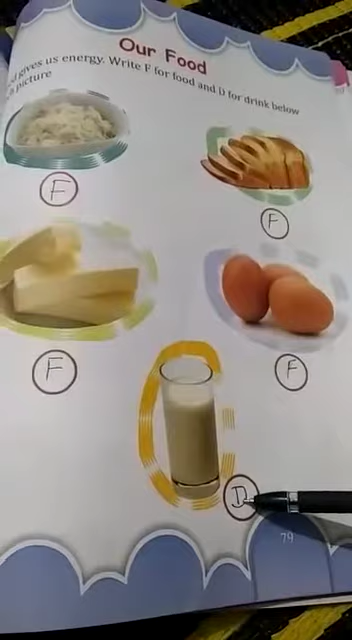 Our Food
d gives us energy. Write F for food and D for drink below
picture
F
F
F
F
D
79